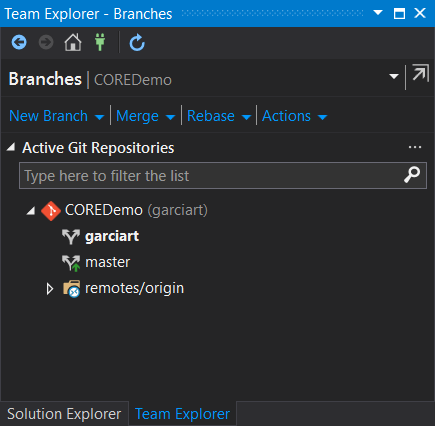 Team Explorer - Branches
Branches | COREDemo
New Branch Merge Rebase Actions
Active Git Repositories
Type here to filter the list
COREDemo (garciart)
garciart
master
remotes/origin
Solution Explorer Team Explorer